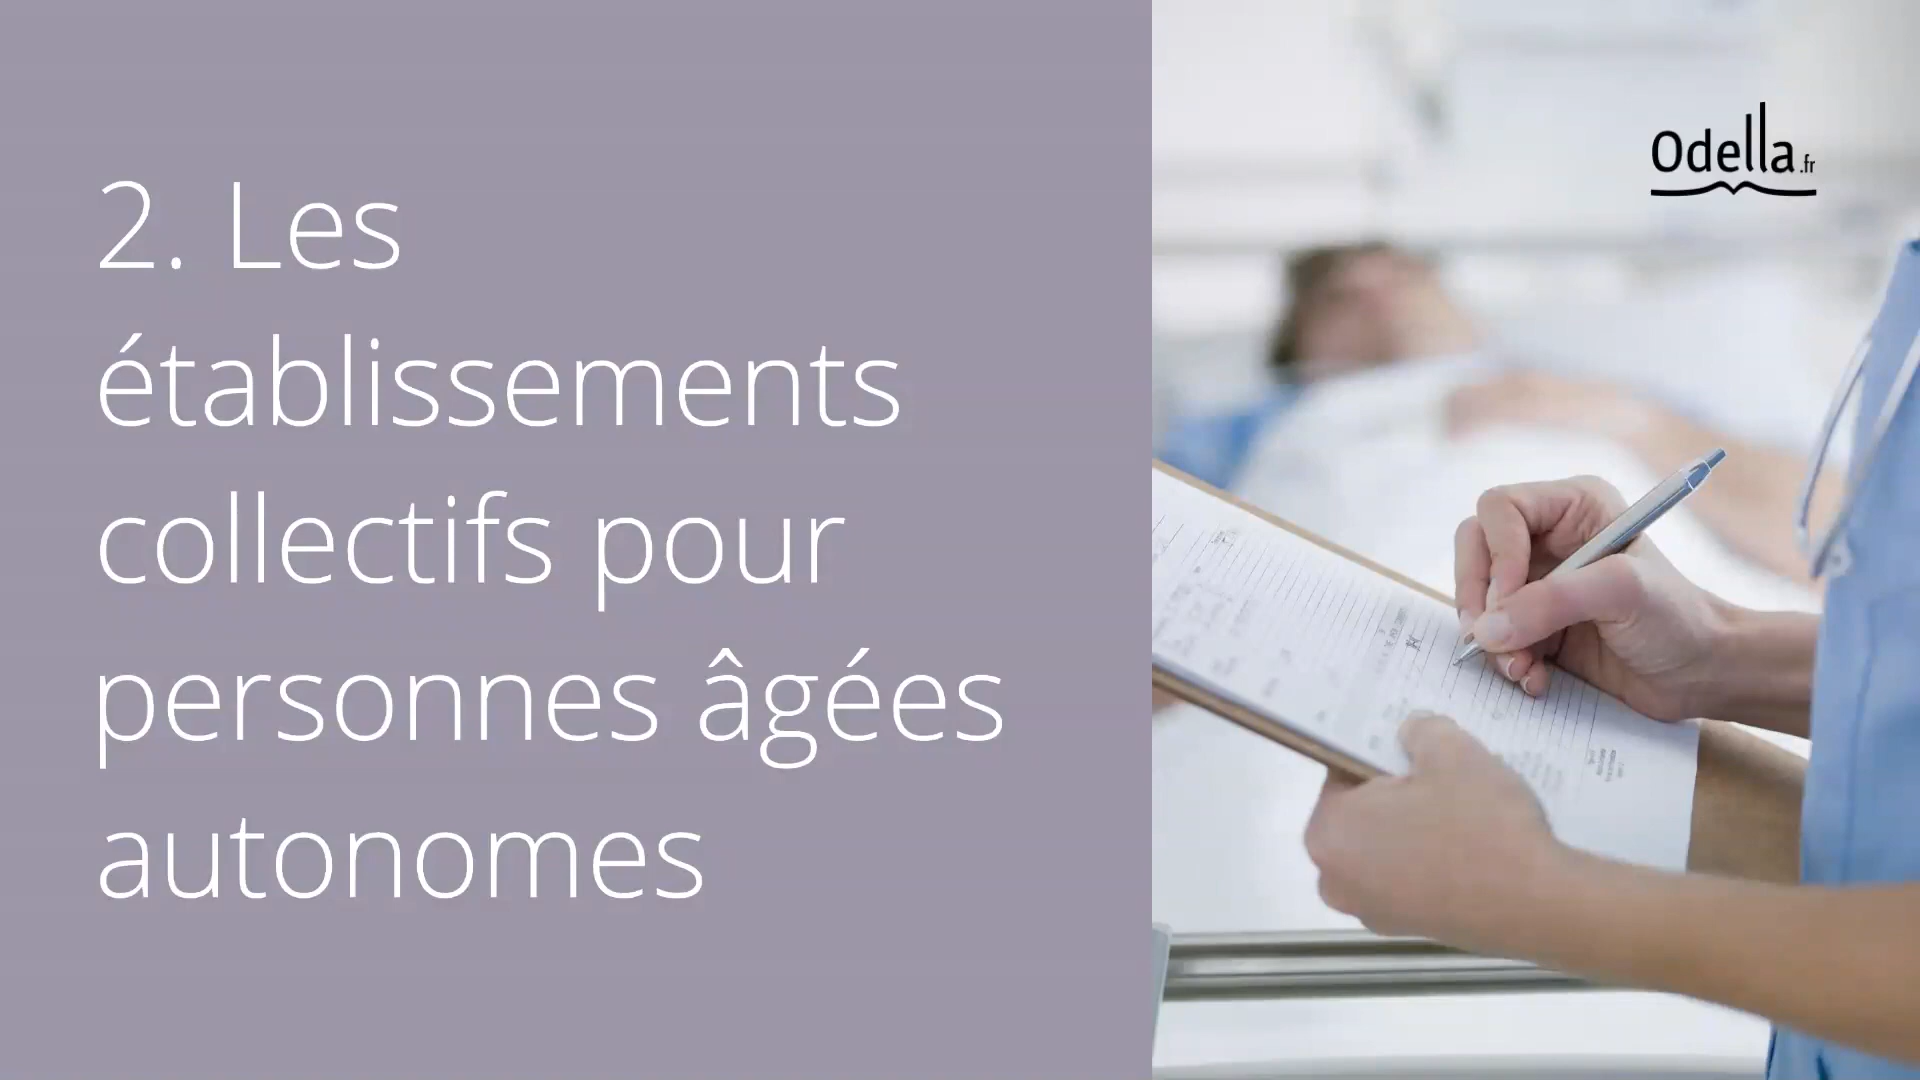 2. Les
établissements
collectifs pour
personnes âgées
autonomes
Odella.fr